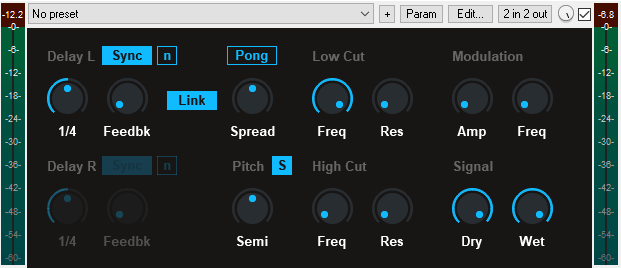 -12.2 No preset + Param Edit... 2 in 2 out -6.8
-0- -0-
-6- -6-
Delay L Sync n Pong Low Cut Modulation
-12- -12-
-18- -18-
-24- Link -24-
-30- 1/4 Feedbk Spread Freq Res Amp Freq -30-
-36- Delay R Sync n Pitch S High Cut Signal -36-
-42- -42-
-48- -48-
-54- 1/4 Feedbk Semi Freq Res Dry Wet -54-
-60- -60-